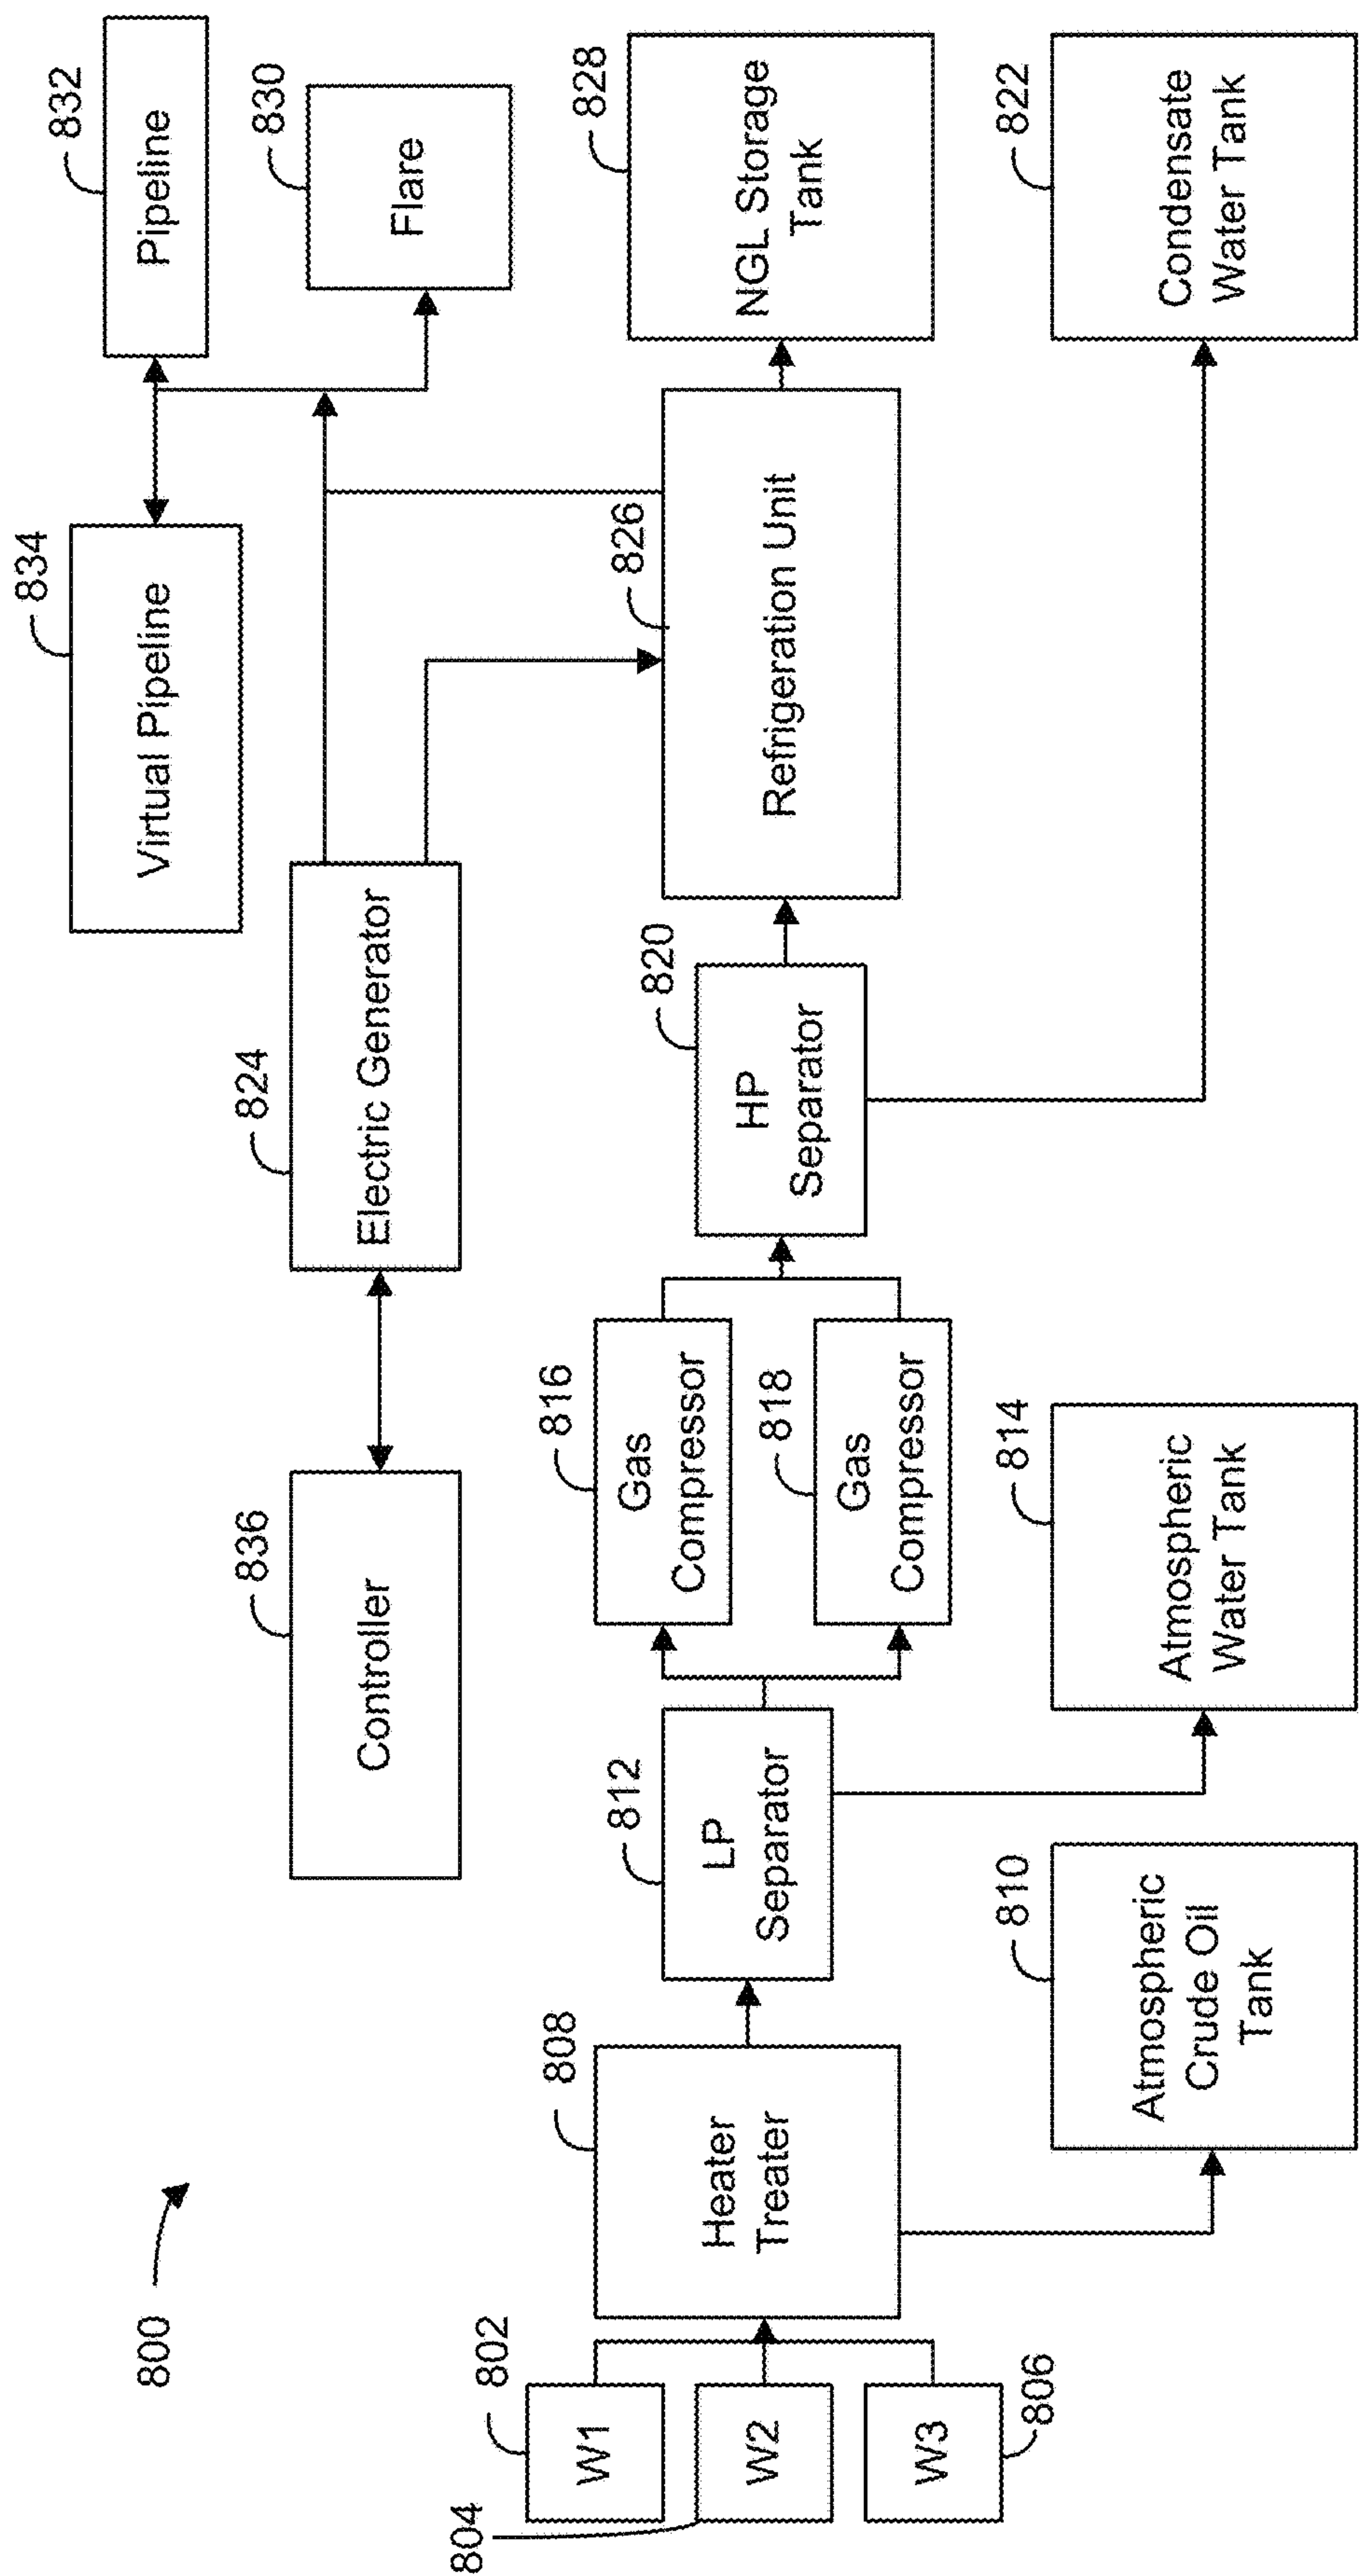 800
802
W1
804
W2
W3
806
808
Heater
Treater
810
Atmospheric
Crude Oil
Tank
812
LP
Separator
814
Atmospheric
Water Tank
816
Gas
Compressor
818
Gas
Compressor
820
HP
Separator
822
Condensate
Water Tank
836
Controller
824
Electric Generator
826
Refrigeration Unit
828
NGL Storage
Tank
830
Flare
832
Pipeline
834
Virtual Pipeline